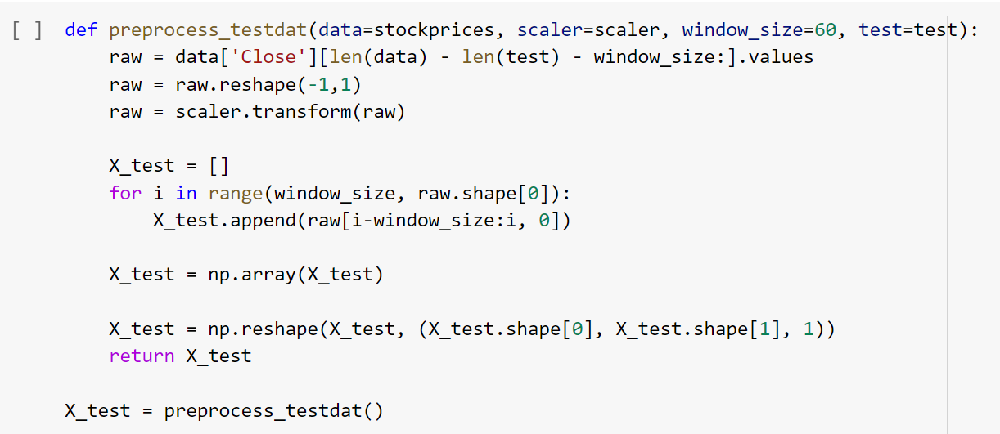 [ ] def preprocess_testdat(data=stockprices, scaler=scaler, window_size=60, test=test):
    raw = data['Close'][len(data) - len(test) - window_size:].values
    raw = raw.reshape(-1,1)
    raw = scaler.transform(raw)

    X_test = []
    for i in range(window_size, raw.shape[0]):
        X_test.append(raw[i-window_size:i, 0])

    X_test = np.array(X_test)

    X_test = np.reshape(X_test, (X_test.shape[0], X_test.shape[1], 1))
    return X_test

X_test = preprocess_testdat()